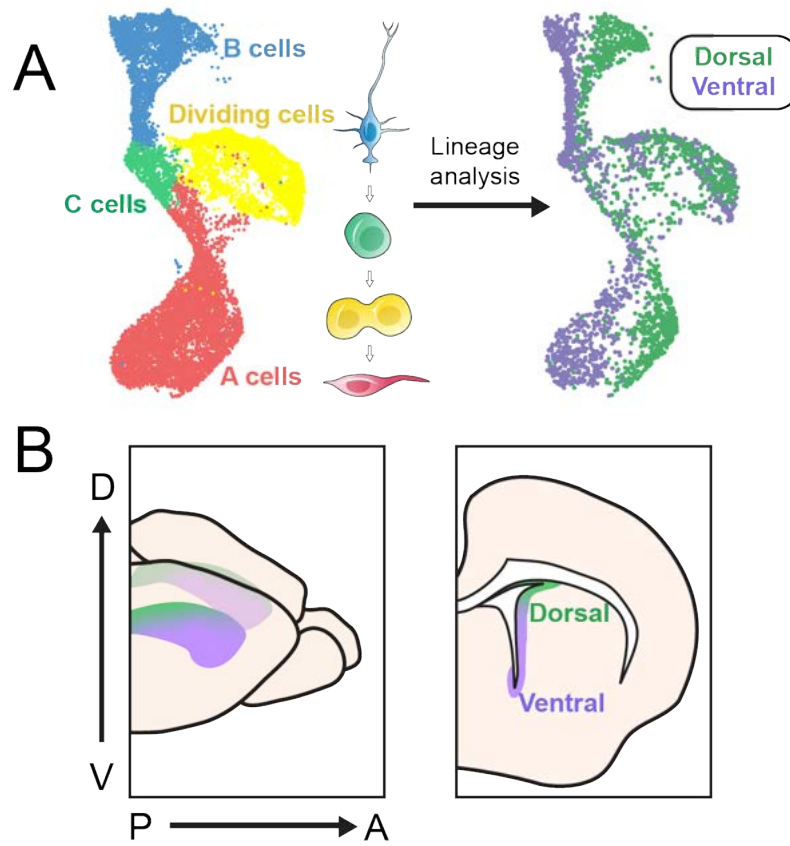 A
B cells
Dividing cells
C cells
A cells
Lineage
analysis
Dorsal
Ventral
B
D
V
P
A
Dorsal
Ventral